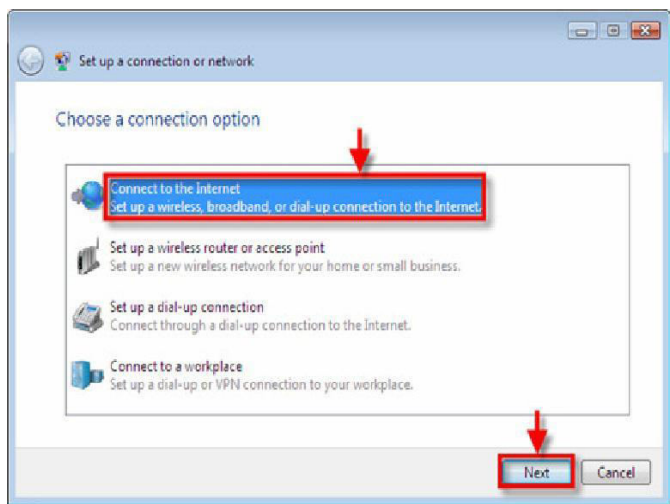 Set up a connection or network
Choose a connection option
Connect to the Internet
Set up a wireless, broadband, or dial-up connection to the Internet.
Set up a wireless router or access point
Set up a new wireless network for your home or small business.
Set up a dial-up connection
Connect through a dial-up connection to the Internet.
Connect to a workplace
Set up a dial-up or VPN connection to your workplace.
Next Cancel